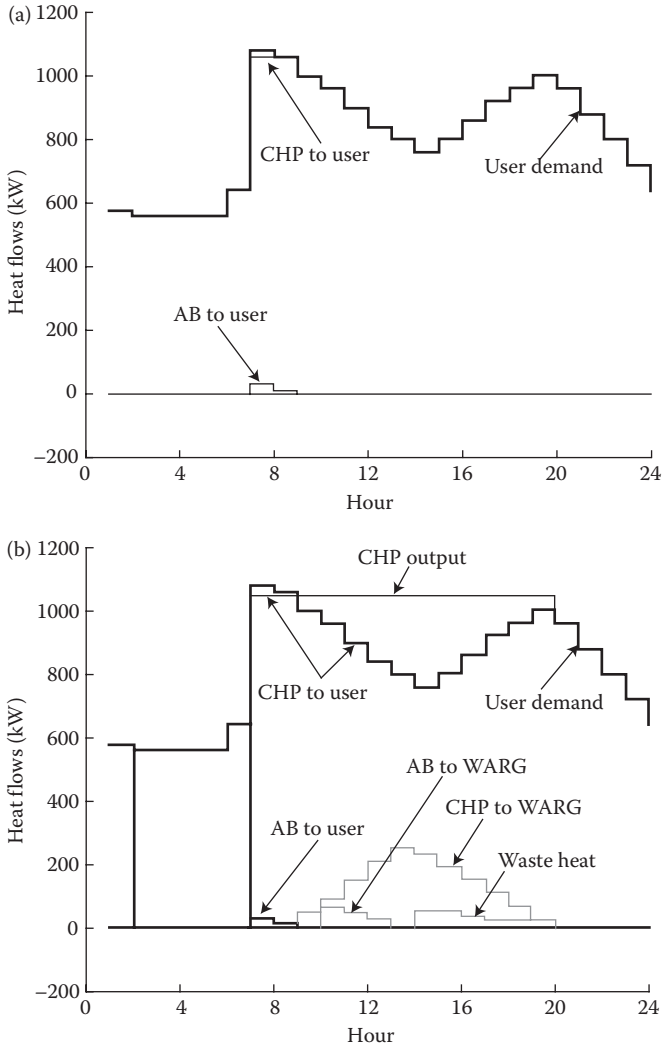 (a)
1200
1000
800
600
400
200
0
−200
Heat flows (kW)
CHP to user
User demand
AB to user
0
4
8
12
16
20
24
Hour
(b)
1200
1000
800
600
400
200
0
−200
Heat flows (kW)
CHP output
CHP to user
User demand
AB to WARG
CHP to WARG
AB to user
Waste heat
0
4
8
12
16
20
24
Hour